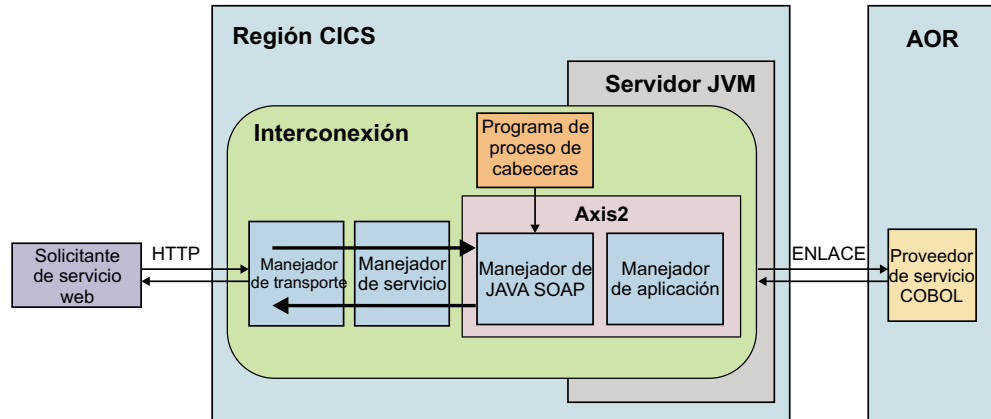 Región CICS
AOR
Servidor JVM
Interconexión
Programa de
proceso de
cabeceras
Axis2
Solicitante
de servicio
web
HTTP
Manejador
de transporte
Manejador
de servicio
Manejador de
JAVA SOAP
Manejador
de aplicación
ENLACE
Proveedor
de servicio
COBOL